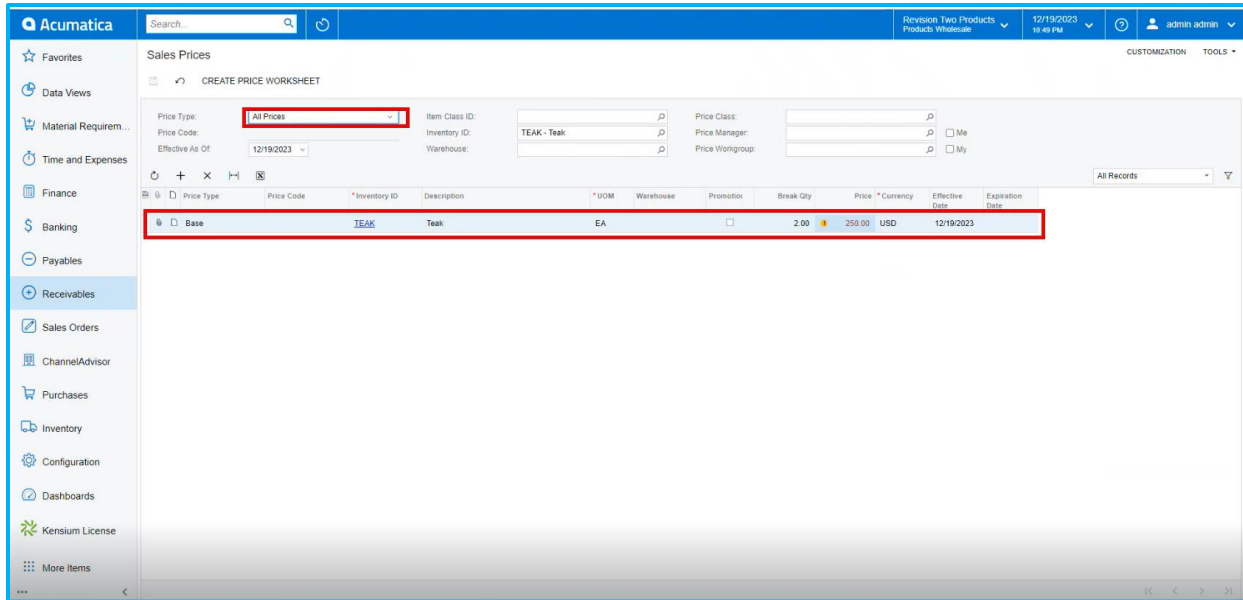 Acumatica
Search...
Revision Two Products
Products Wholesale
12/19/2023
10:49 PM
admin admin
Favorites
Data Views
Material Requirem...
Time and Expenses
Finance
Banking
Payables
Receivables
Sales Orders
ChannelAdvisor
Purchases
Inventory
Configuration
Dashboards
Kensium License
More Items
Sales Prices
CUSTOMIZATION TOOLS
CREATE PRICE WORKSHEET
Price Type: All Prices Item Class ID: Price Class:
Price Code: Inventory ID: TEAK - Teak Price Manager: Me
Effective As Of: 12/19/2023 Warehouse: Price Workgroup: My
All Records
Price Type Price Code *Inventory ID Description *UOM Warehouse Promotior Break Qty Price *Currency Effective Date Expiration Date
Base TEAK Teak EA 2.00 250.00 USD 12/19/2023